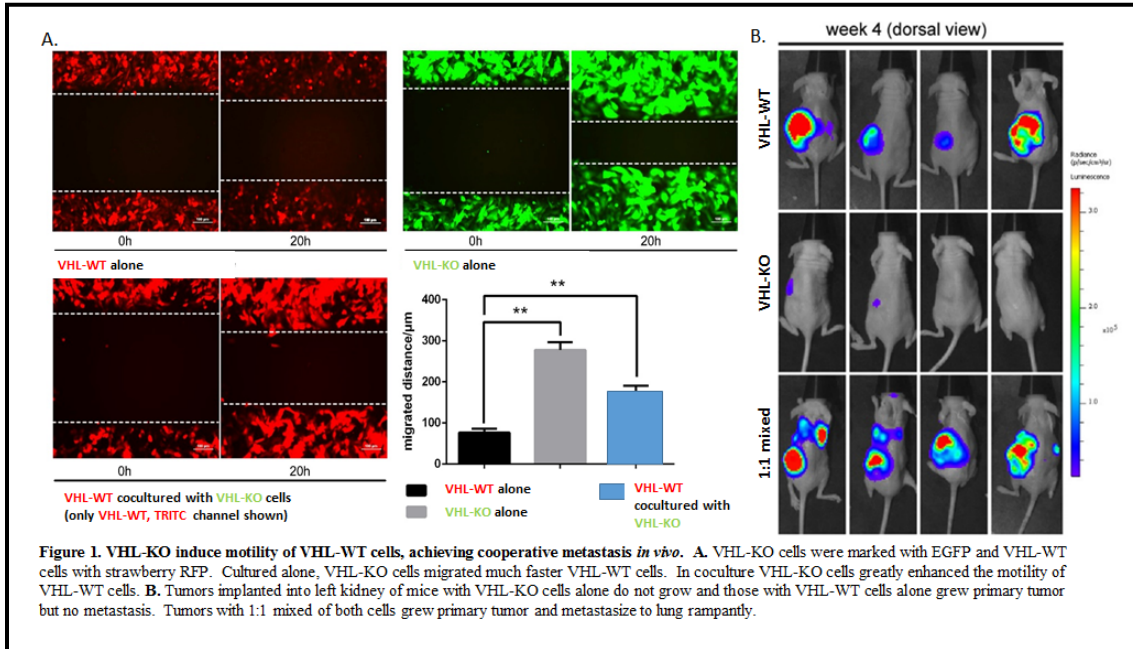 A.
B.
week 4 (dorsal view)
VHL-WT
VHL-KO
1:1 mixed
0h
20h
VHL-WT alone
0h
20h
VHL-KO alone
0h
20h
VHL-WT cocultured with VHL-KO cells
(only VHL-WT, TRITC channel shown)
migrated distance/μm
400
300
200
100
0
**
**
VHL-WT alone
VHL-KO alone
VHL-WT
cocultured with
VHL-KO
Radiance
Luminescence
3.0
2.0
x10⁵
1.0
Figure 1. VHL-KO induce motility of VHL-WT cells, achieving cooperative metastasis in vivo. A. VHL-KO cells were marked with EGFP and VHL-WT
cells with strawberry RFP. Cultured alone, VHL-KO cells migrated much faster VHL-WT cells. In coculture VHL-KO cells greatly enhanced the motility of
VHL-WT cells. B. Tumors implanted into left kidney of mice with VHL-KO cells alone do not grow and those with VHL-WT cells alone grew primary tumor
but no metastasis. Tumors with 1:1 mixed of both cells grew primary tumor and metastasize to lung rampantly.